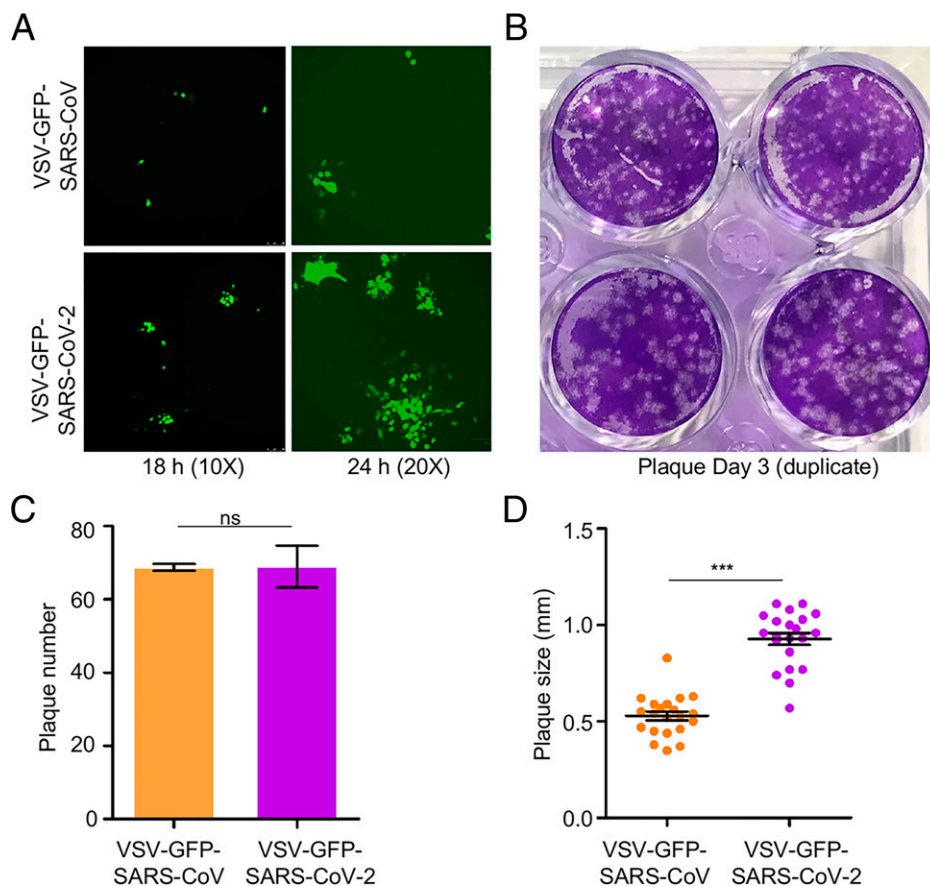 A
B
VSV-GFP-
SARS-CoV
VSV-GFP-
SARS-CoV-2
18 h (10X)
24 h (20X)
Plaque Day 3 (duplicate)
C
80
60
40
20
0
Plaque number
ns
VSV-GFP-
SARS-CoV
VSV-GFP-
SARS-CoV-2
D
1.5
1.0
0.5
0.0
Plaque size (mm)
***
VSV-GFP-
SARS-CoV
VSV-GFP-
SARS-CoV-2